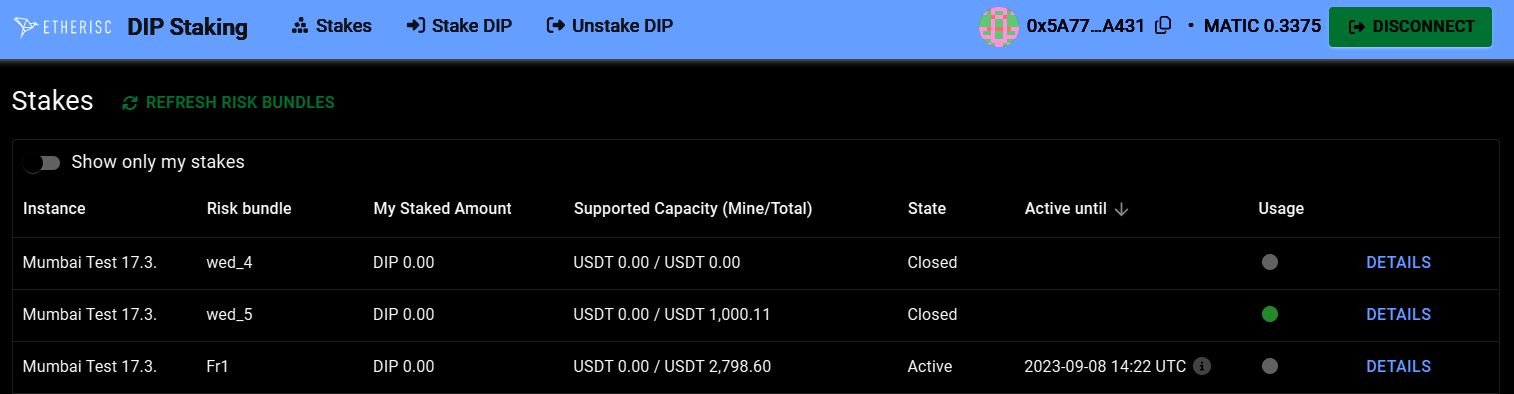 ETHERISC DIP Staking Stakes Stake DIP Unstake DIP 0x5A77...A431 • MATIC 0.3375 DISCONNECT
Stakes REFRESH RISK BUNDLES
Show only my stakes
Instance Risk bundle My Staked Amount Supported Capacity (Mine/Total) State Active until Usage
Mumbai Test 17.3. wed_4 DIP 0.00 USDT 0.00 / USDT 0.00 Closed DETAILS
Mumbai Test 17.3. wed_5 DIP 0.00 USDT 0.00 / USDT 1,000.11 Closed DETAILS
Mumbai Test 17.3. Fr1 DIP 0.00 USDT 0.00 / USDT 2,798.60 Active 2023-09-08 14:22 UTC DETAILS